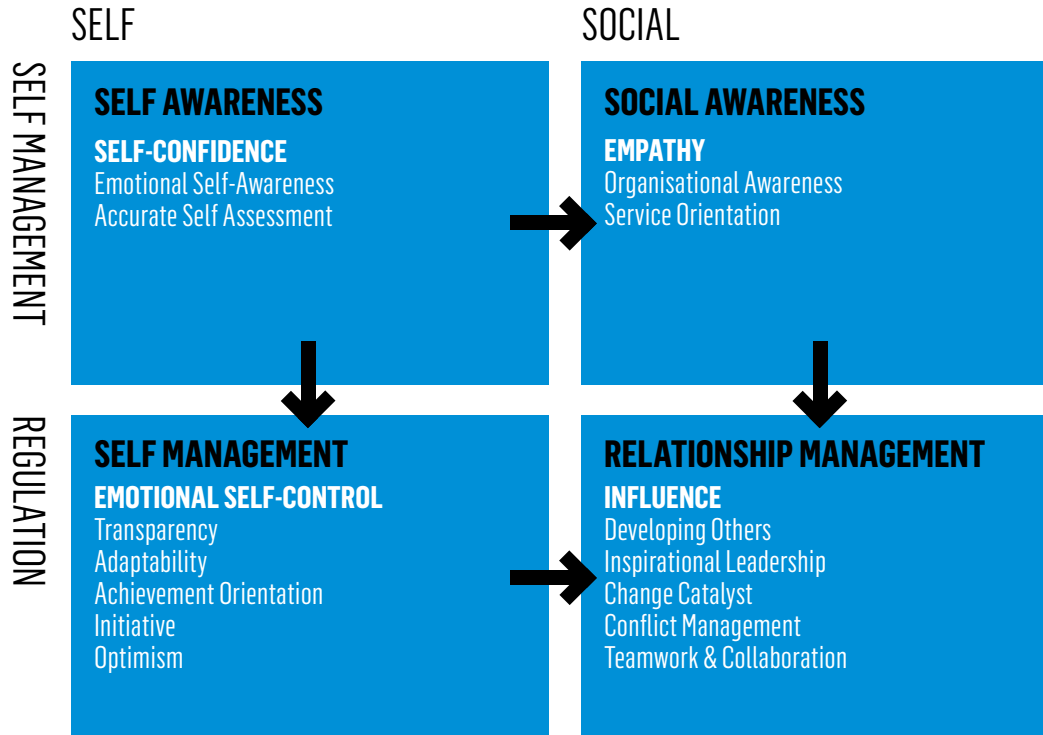 SELF
SOCIAL
SELF MANAGEMENT
SELF AWARENESS
SELF-CONFIDENCE
Emotional Self-Awareness
Accurate Self Assessment
SOCIAL AWARENESS
EMPATHY
Organisational Awareness
Service Orientation
REGULATION
SELF MANAGEMENT
EMOTIONAL SELF-CONTROL
Transparency
Adaptability
Achievement Orientation
Initiative
Optimism
RELATIONSHIP MANAGEMENT
INFLUENCE
Developing Others
Inspirational Leadership
Change Catalyst
Conflict Management
Teamwork & Collaboration